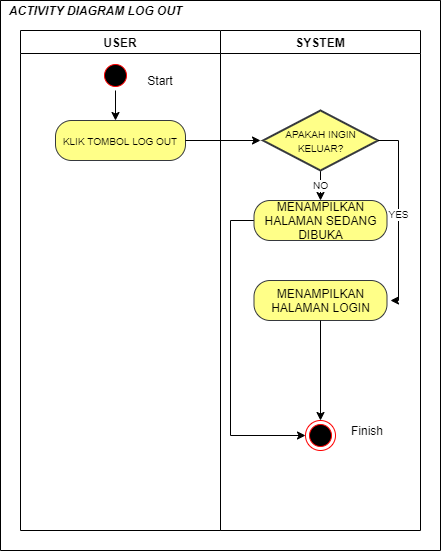 ACTIVITY DIAGRAM LOG OUT
USER
SYSTEM
Start
KLIK TOMBOL LOG OUT
APAKAH INGIN
KELUAR?
NO
YES
MENAMPILKAN
HALAMAN SEDANG
DIBUKA
MENAMPILKAN
HALAMAN LOGIN
Finish